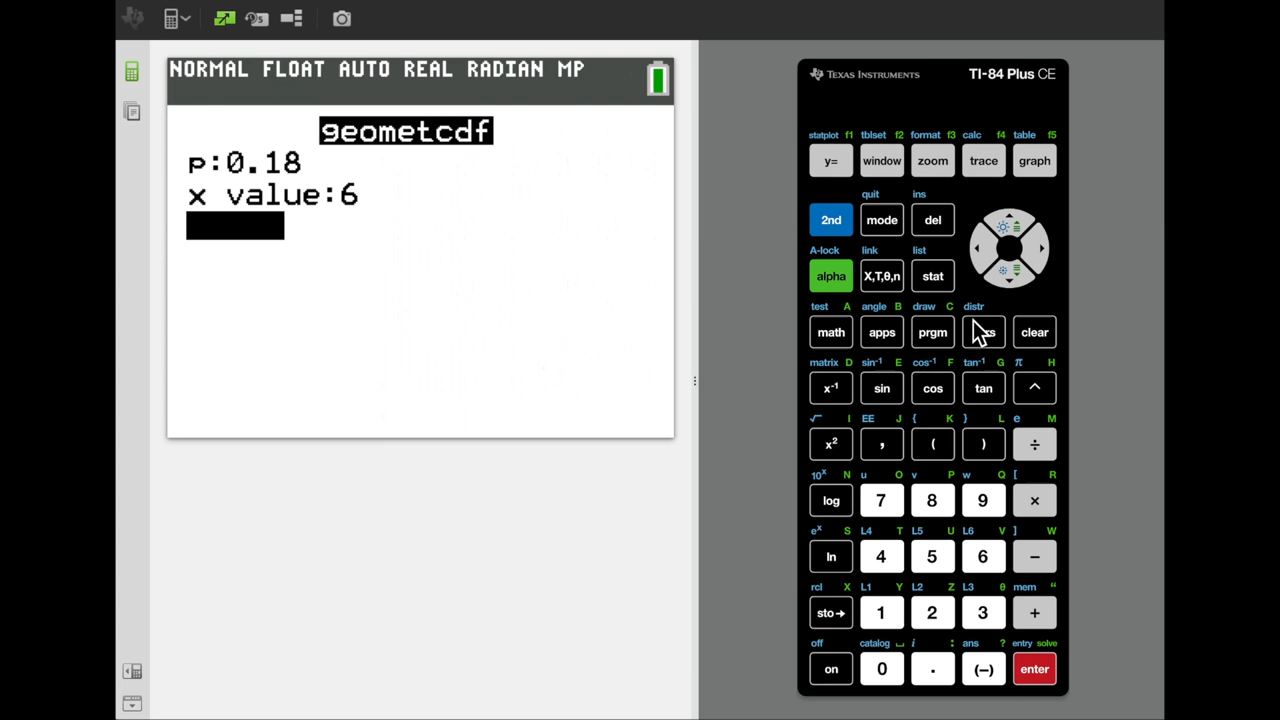 NORMAL FLOAT AUTO REAL RADIAN MP
geometcdf
p:0.18
x value:6
TEXAS INSTRUMENTS TI-84 Plus CE
statplot f1 tblset f2 format f3 calc f4 table f5
y= window zoom trace graph
quit ins
2nd mode del
A-lock link list
alpha X,T,θ,n stat
test A angle B draw C distr
math apps prgm clear
matrix D sin⁻¹ E cos⁻¹ F tan⁻¹ G π H
x⁻¹ sin cos tan ^
√ I EE J { K } L e M
x² , ( ) ÷
10ˣ N u O v P w Q [ R
log 7 8 9 ×
eˣ S L4 T L5 U L6 V ] W
ln 4 5 6 −
rcl X L1 Y L2 Z L3 θ mem “
sto→ 1 2 3 +
off catalog ⎵ i : ans ? entry solve
on 0 . (−) enter